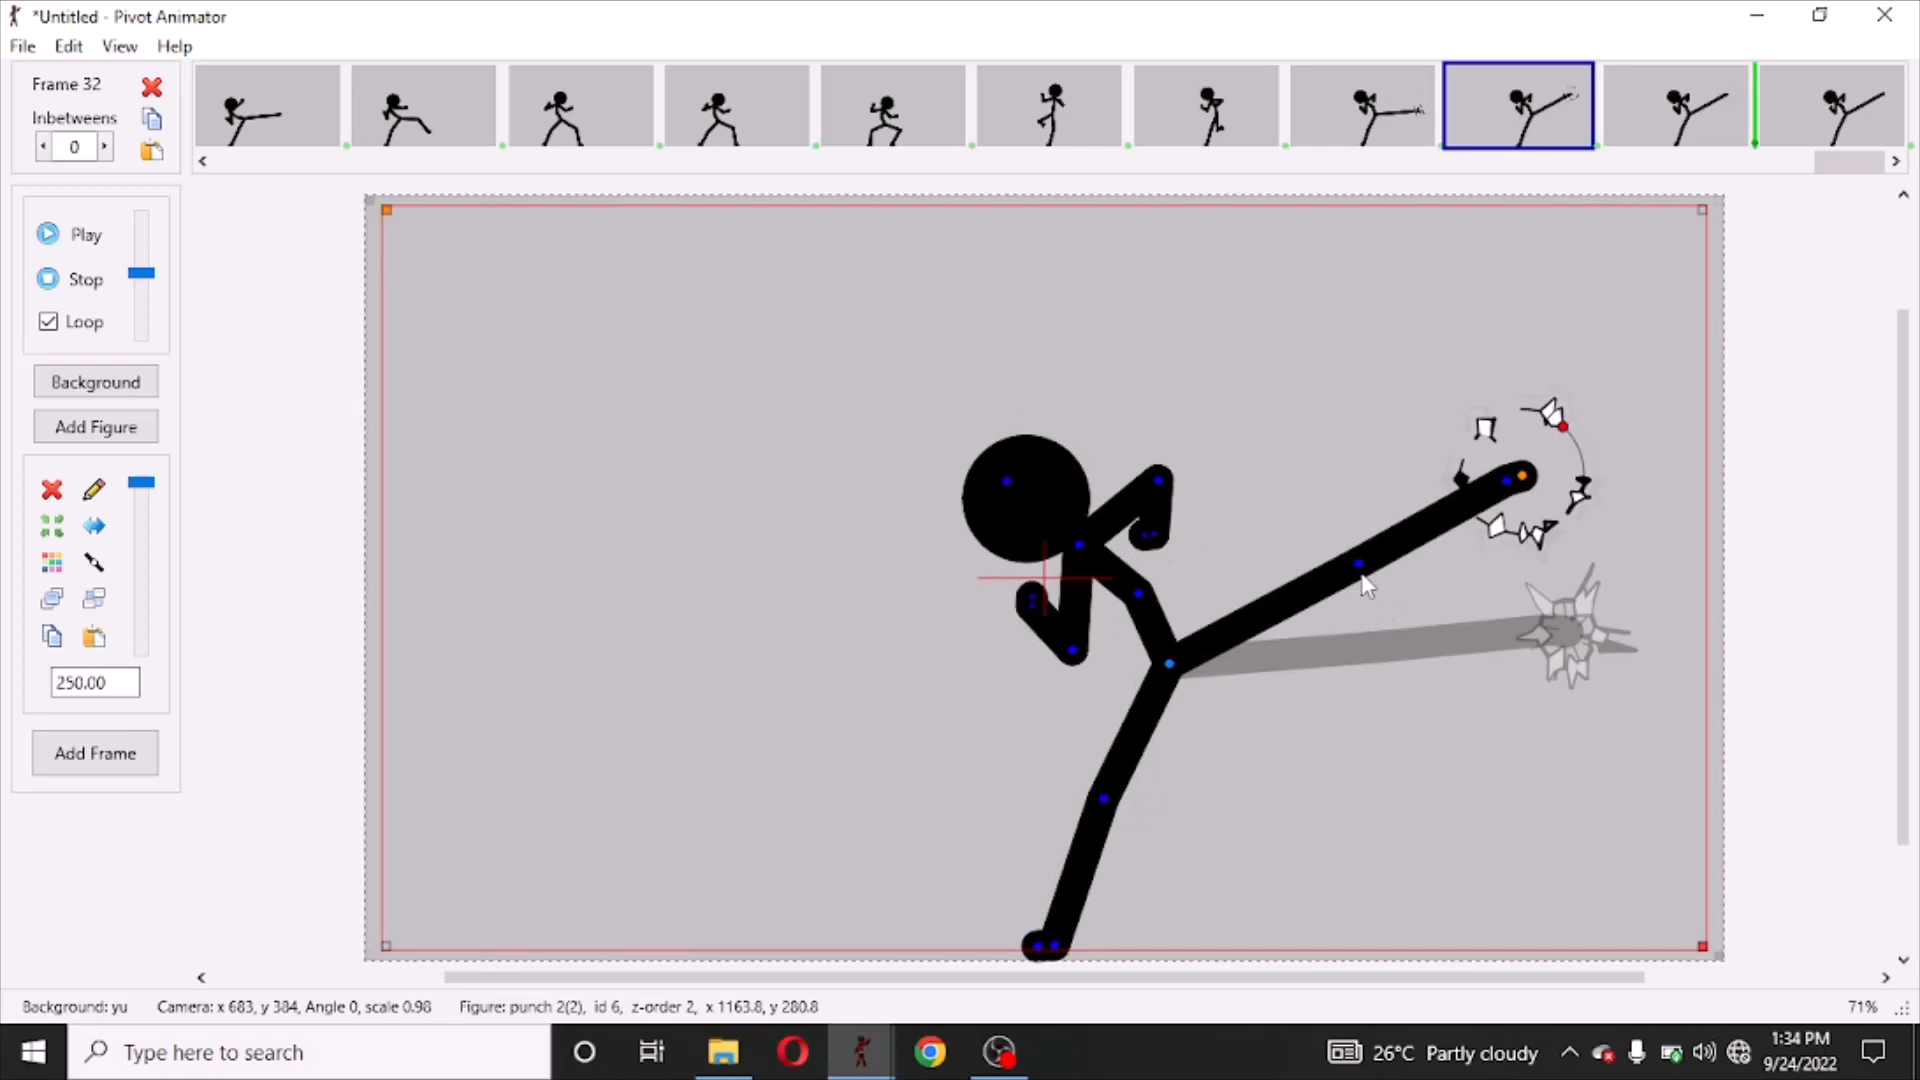 *Untitled - Pivot Animator
File Edit View Help
Frame 32
Inbetweens
0
Play
Stop
Loop
Background
Add Figure
250.00
Add Frame
Background: yu Camera: x 683, y 384, Angle 0, scale 0.98 Figure: punch 2(2), id 6, z-order 2, x 1163.8, y 280.8 71%
Type here to search 26°C Partly cloudy 1:34 PM
9/24/2022